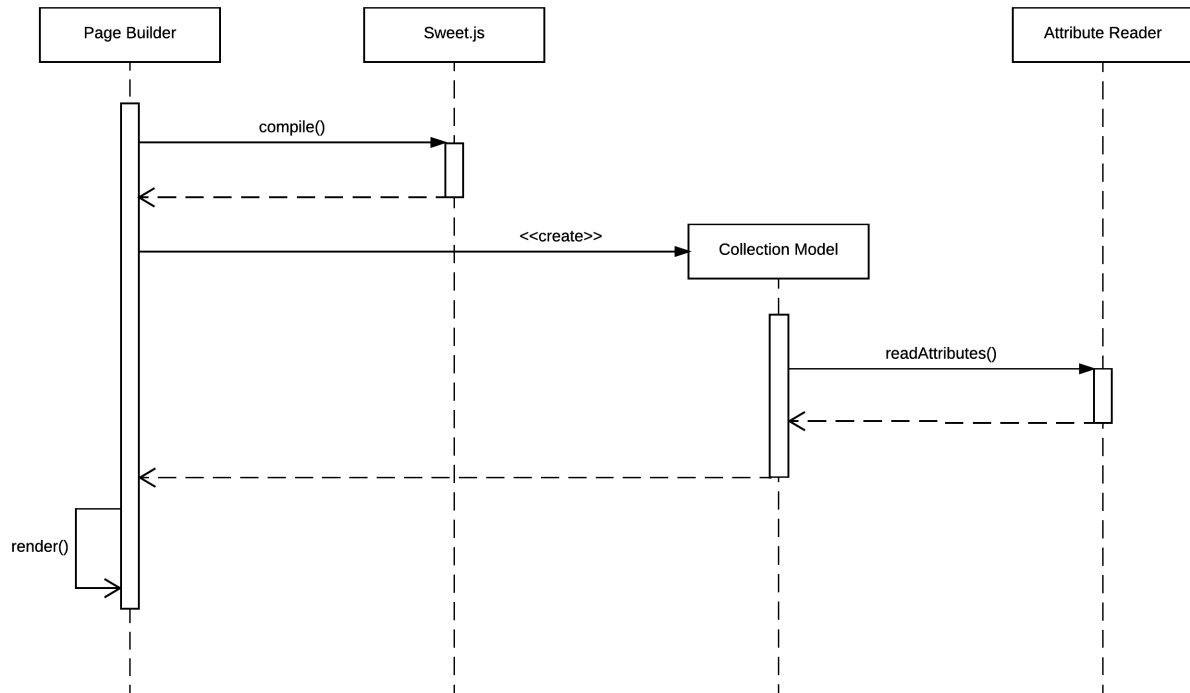 Page Builder
Sweet.js
Attribute Reader
compile()
<<create>>
Collection Model
readAttributes()
render()